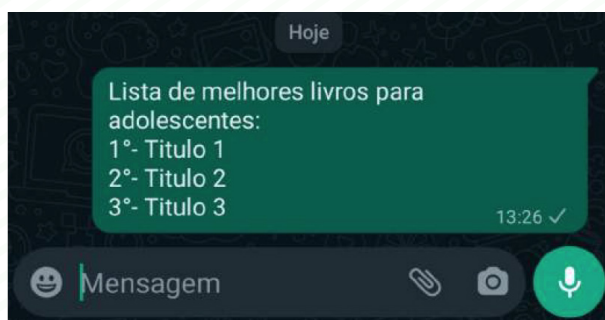 Hoje
Lista de melhores livros para
adolescentes:
1°- Titulo 1
2°- Titulo 2
3°- Titulo 3
13:26
Mensagem